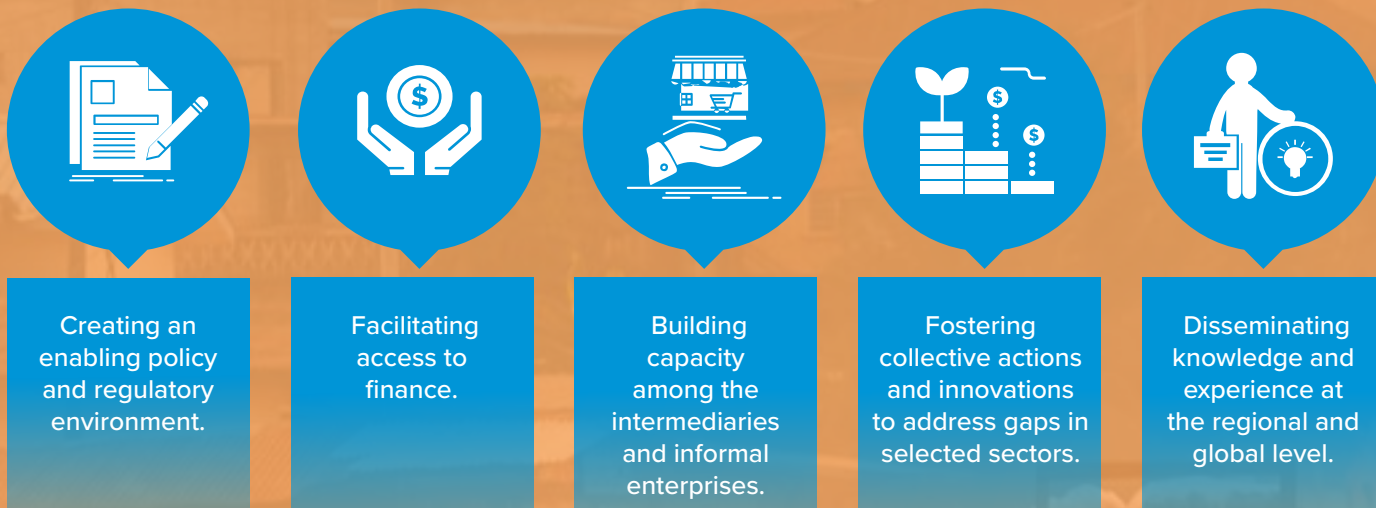 $
$
$
Creating an
enabling policy
and regulatory
environment.
Facilitating
access to
finance.
Building
capacity
among the
intermediaries
and informal
enterprises.
Fostering
collective actions
and innovations
to address gaps in
selected sectors.
Disseminating
knowledge and
experience at
the regional and
global level.